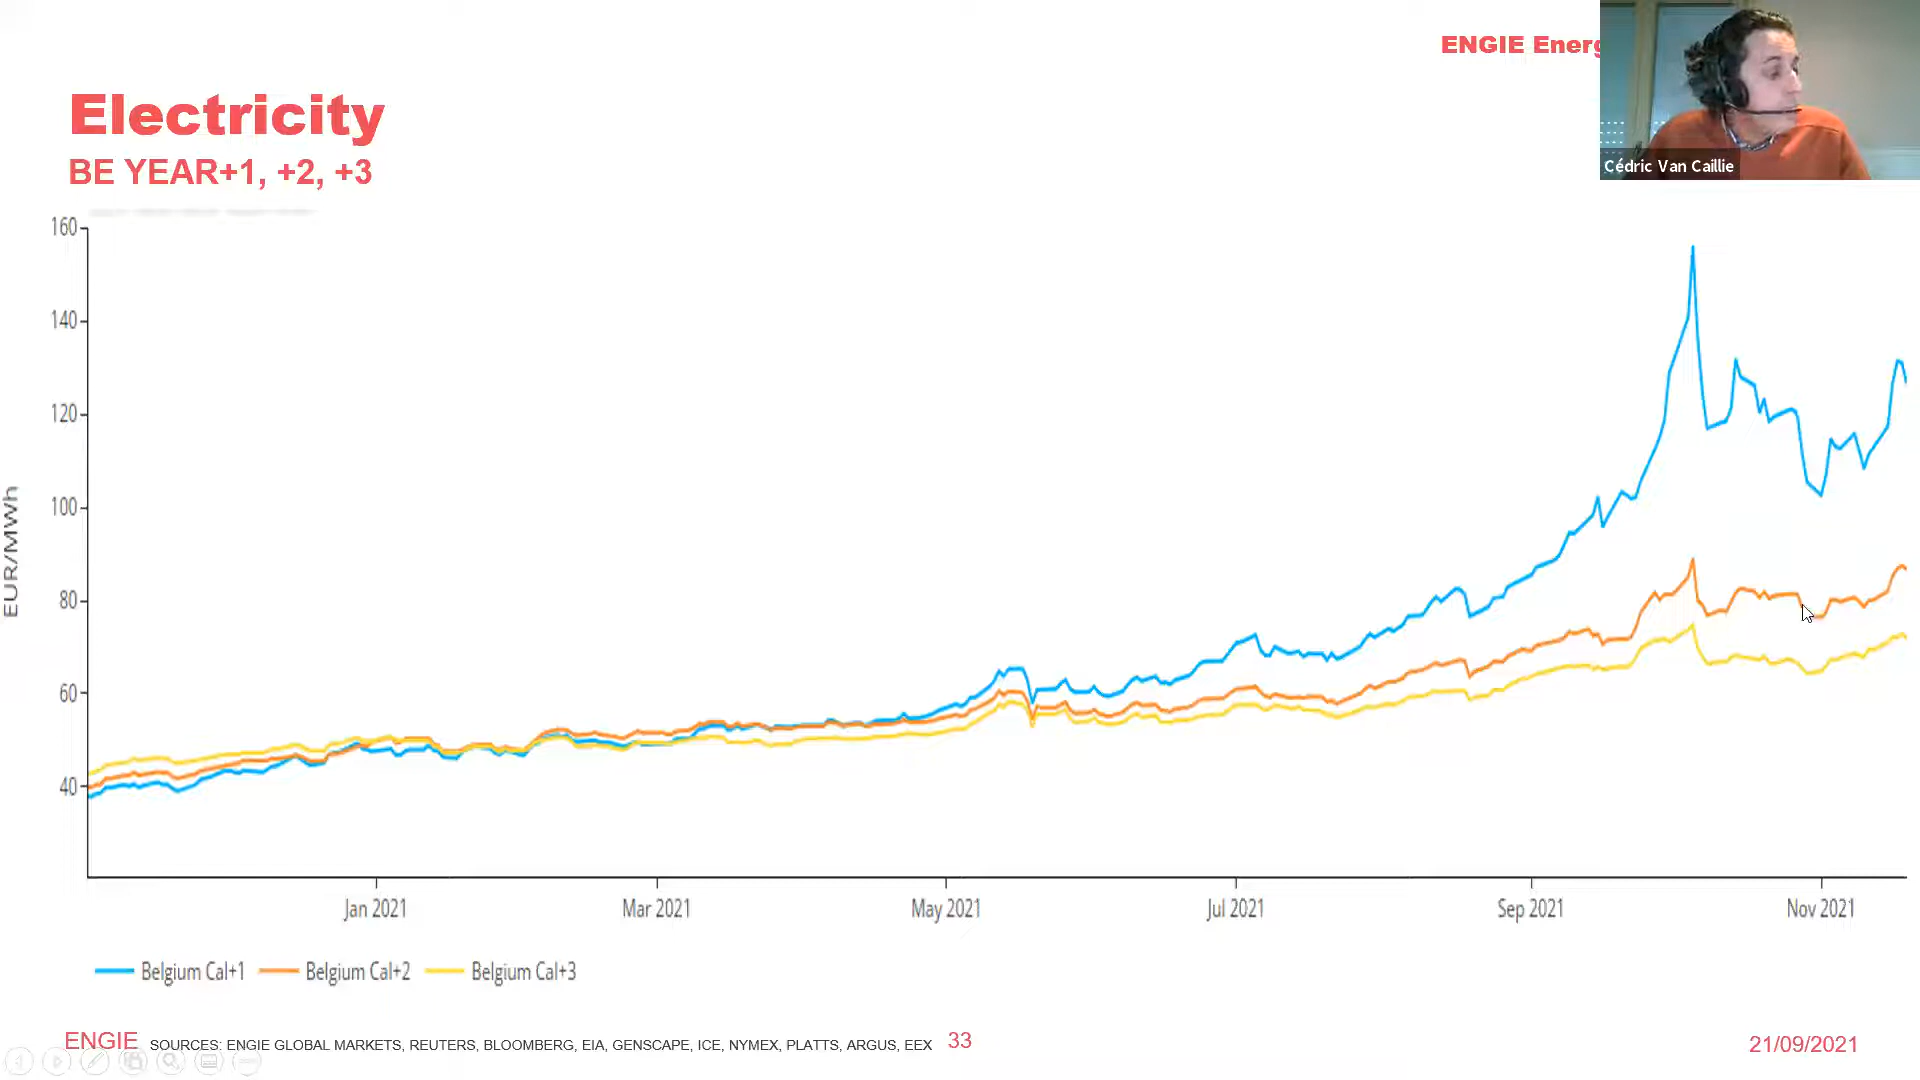 ENGIE Energ
Cédric Van Caillie
Electricity
BE YEAR+1, +2, +3
160
140
120
100
80
60
40
EUR/MWh
Jan 2021
Mar 2021
May 2021
Jul 2021
Sep 2021
Nov 2021
Belgium Cal+1
Belgium Cal+2
Belgium Cal+3
ENGIE SOURCES: ENGIE GLOBAL MARKETS, REUTERS, BLOOMBERG, EIA, GENSCAPE, ICE, NYMEX, PLATTS, ARGUS, EEX 33
21/09/2021